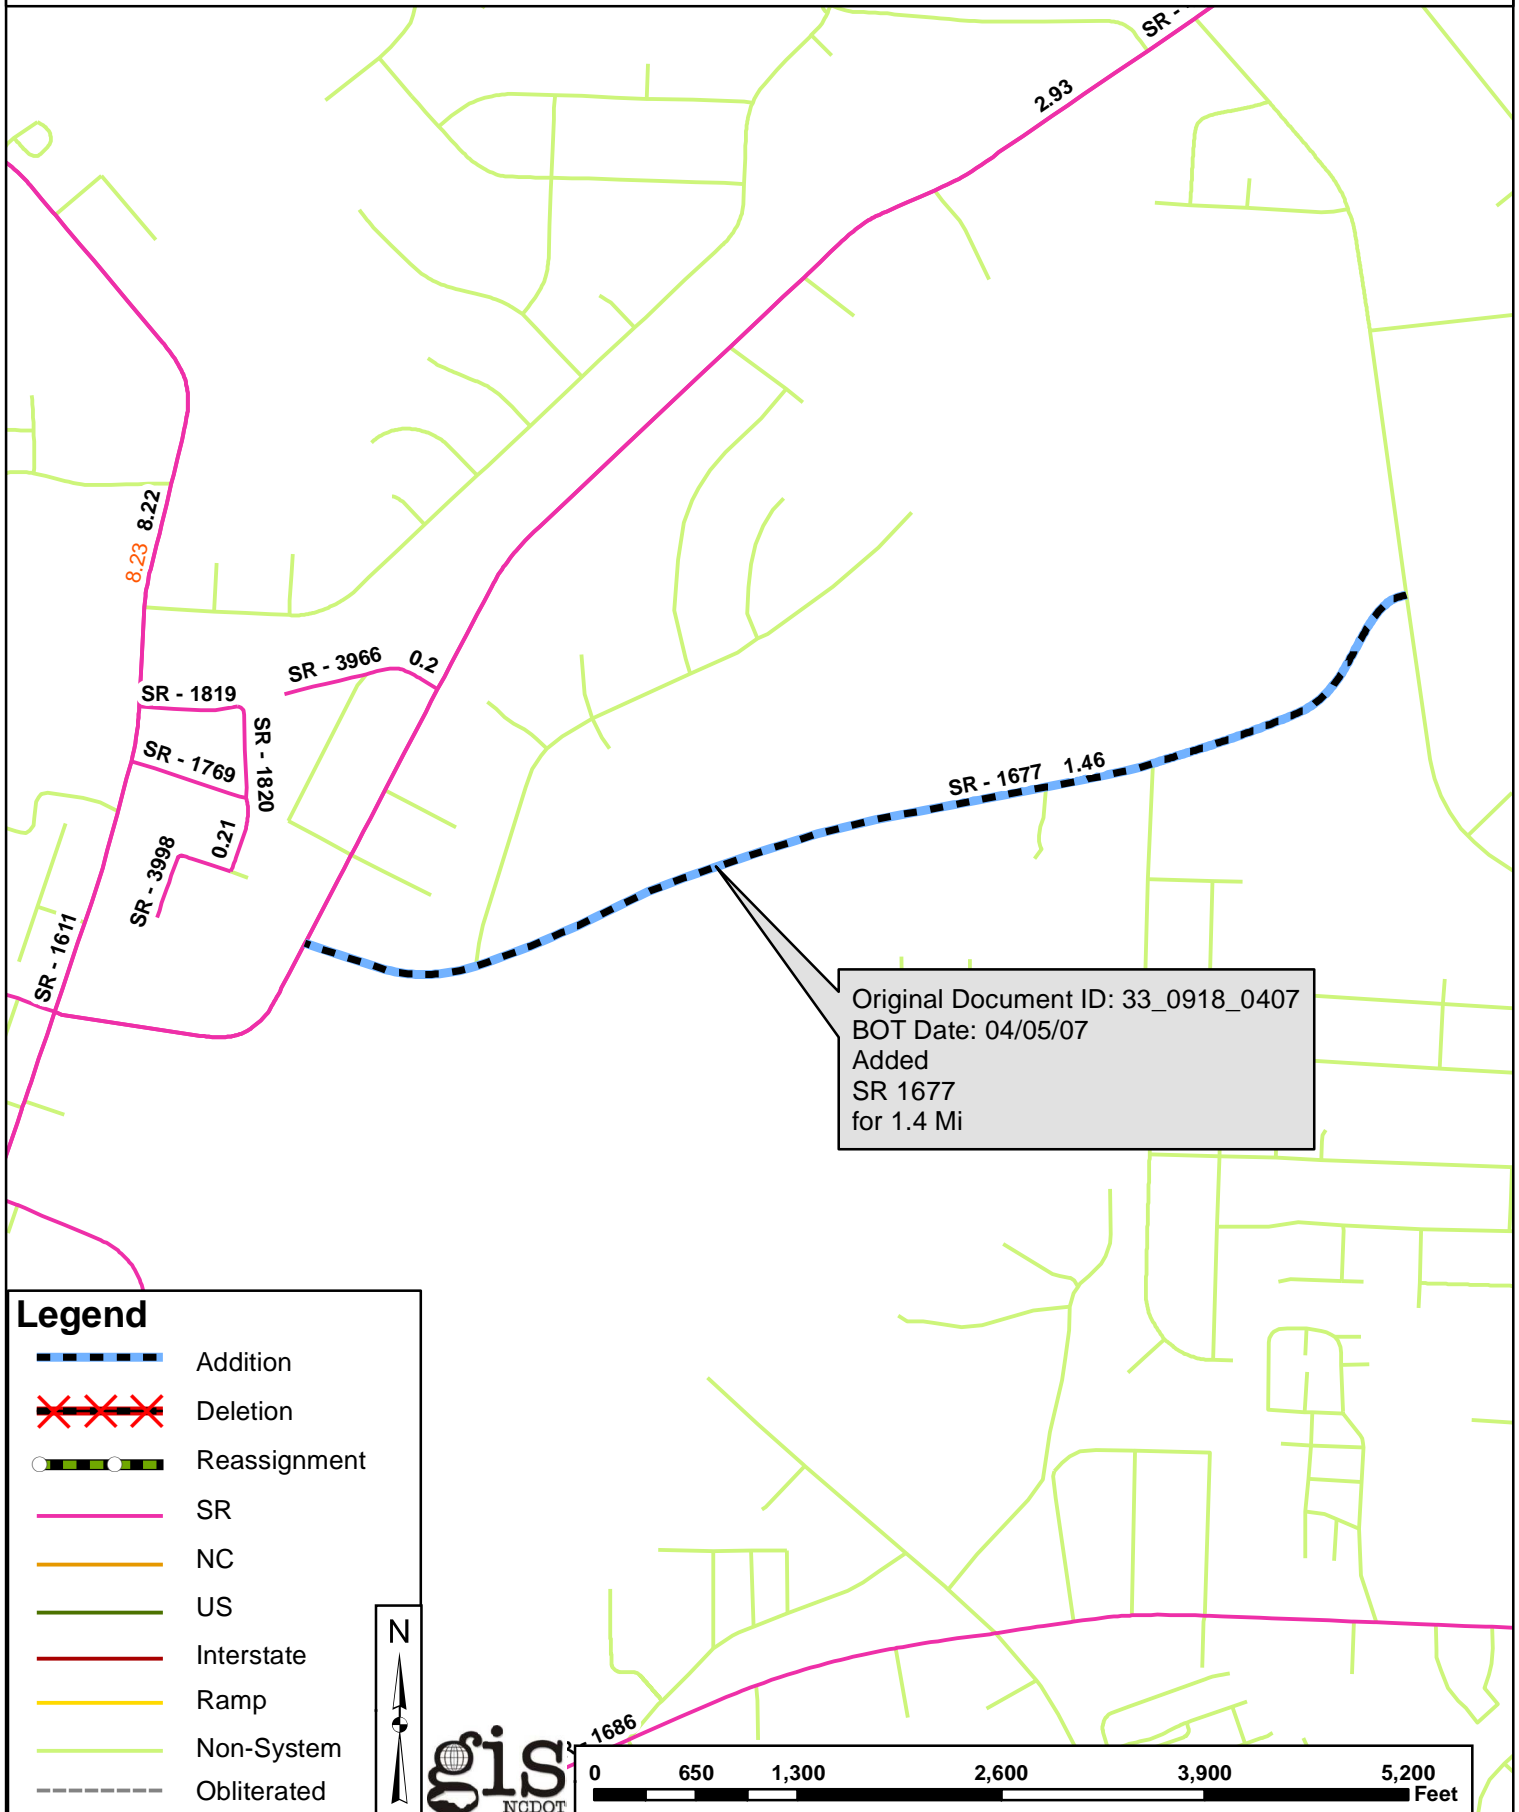 SR -
2.93
8.22
8.23
SR - 3966 0.2
SR - 1819
SR - 1820
SR - 1769
0.21
SR - 3998
SR - 1611
SR - 1677 1.46
Original Document ID: 33_0918_0407
BOT Date: 04/05/07
Added
SR 1677
for 1.4 Mi
Legend
Addition
Deletion
Reassignment
SR
NC
US
Interstate
Ramp
Non-System
Obliterated
N
gis
NCDOT
1686
0 650 1,300 2,600 3,900 5,200
Feet